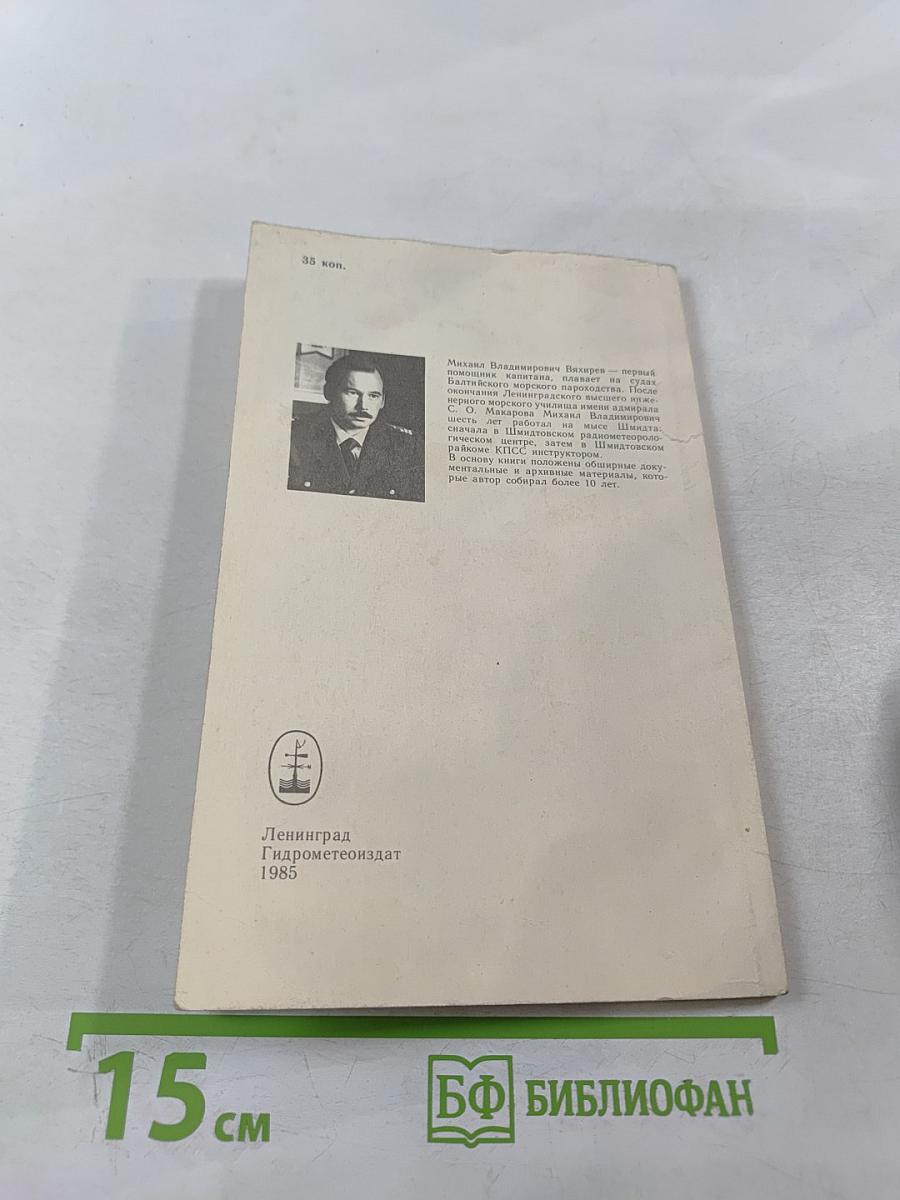 35 коп.
Михаил Владимирович Вяхирев — первый
помощник капитана, плавает на судах
Балтийского морского пароходства. После
окончания Ленинградского высшего инже-
нерного морского училища имени адмирала
С. О. Макарова Михаил Владимирович
шесть лет работал на мысе Шмидта:
сначала в Шмидтовском радиометеороло-
гическом центре, затем в Шмидтовском
райкоме КПСС инструктором.
В основу книги положены обширные доку-
ментальные и архивные материалы, кото-
рые автор собирал более 10 лет.
Ленинград
Гидрометеоиздат
1985
15 см
БФ БИБЛИОФАН